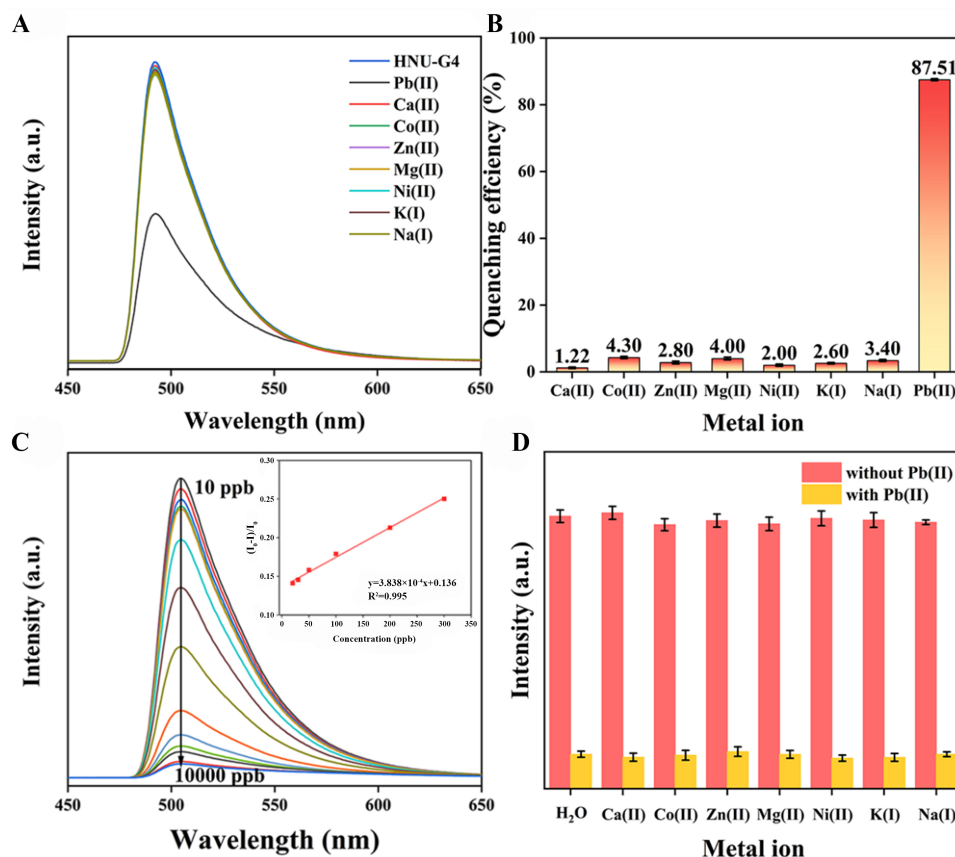 A
HNU-G4
Pb(II)
Ca(II)
Co(II)
Zn(II)
Mg(II)
Ni(II)
K(I)
Na(I)
Intensity (a.u.)
450 500 550 600 650
Wavelength (nm)
B
100
80
60
40
20
0
Quenching effciency (%)
1.22 4.30 2.80 4.00 2.00 2.60 3.40 87.51
Ca(II) Co(II) Zn(II) Mg(II) Ni(II) K(I) Na(I) Pb(II)
Metal ion
C
10 ppb
10000 ppb
Intensity (a.u.)
450 500 550 600 650
Wavelength (nm)
0.30
0.25
0.20
0.15
0.10
(I₀-I)/I₀
y=3.838×10⁻⁴x+0.136
R²=0.995
0 50 100 150 200 250 300 350
Concentration (ppb)
D
without Pb(II)
with Pb(II)
Intensity (a.u.)
H₂O Ca(II) Co(II) Zn(II) Mg(II) Ni(II) K(I) Na(I)
Metal ion